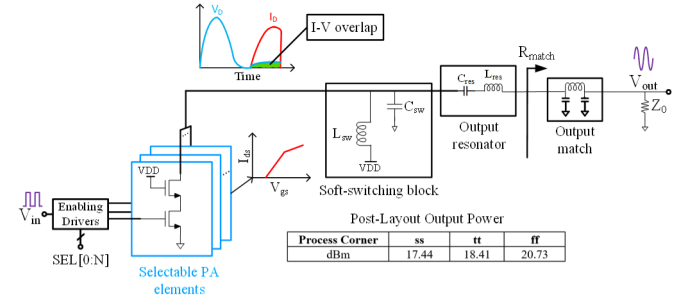 V_D
I_D
I-V overlap
Time
R_match
C_res
L_res
V_out
Z_0
C_sw
L_sw
VDD
Output
resonator
Output
match
Soft-switching block
I_ds
V_gs
VDD
V_in
Enabling
Drivers
SEL[0:N]
Selectable PA
elements
Post-Layout Output Power
Process Corner ss tt ff
dBm 17.44 18.41 20.73